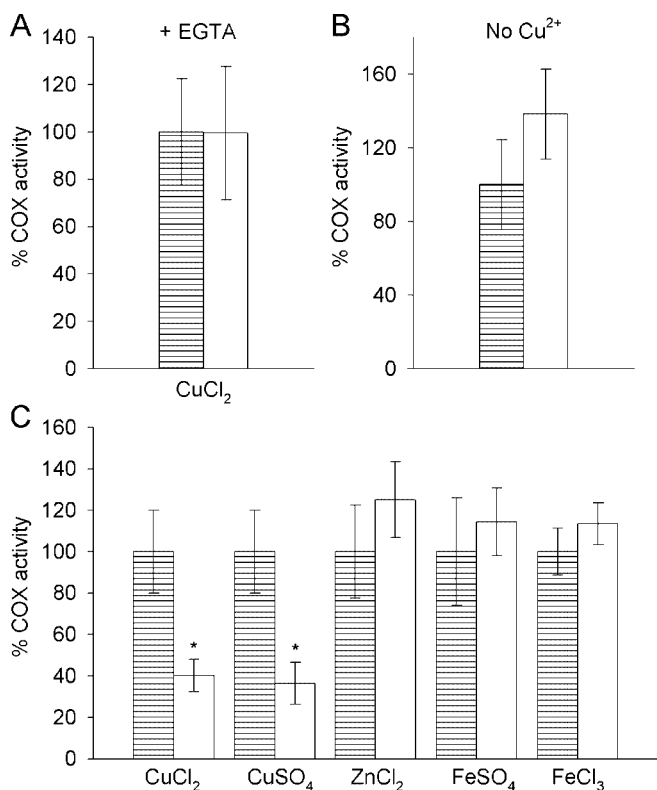 A
+ EGTA
% COX activity
140
120
100
80
60
40
20
0
CuCl₂
B
No Cu²⁺
% COX activity
160
120
80
40
0
C
% COX activity
160
140
120
100
80
60
40
20
0
*
*
CuCl₂ CuSO₄ ZnCl₂ FeSO₄ FeCl₃